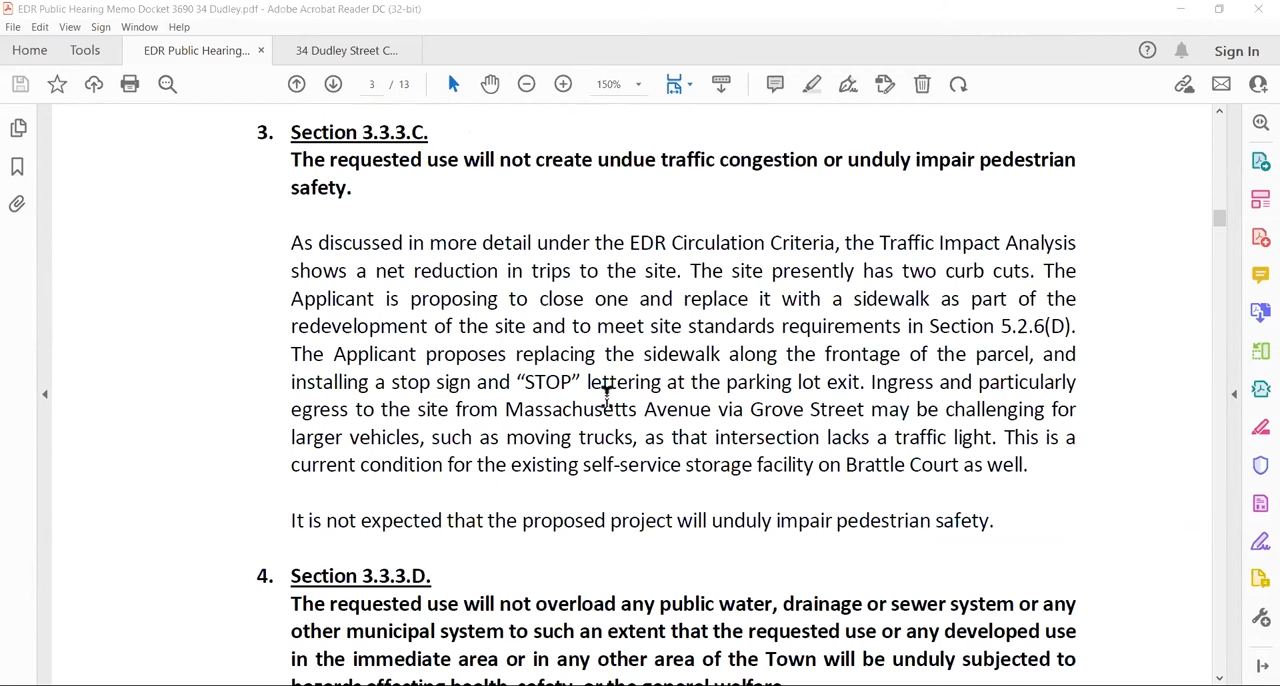 EDR Public Hearing Memo Docket 3690 34 Dudley.pdf - Adobe Acrobat Reader DC (32-bit)
File Edit View Sign Window Help
Home Tools EDR Public Hearing... × 34 Dudley Street C... Sign In
3 / 13 150%
3. Section 3.3.3.C.
The requested use will not create undue traffic congestion or unduly impair pedestrian
safety.
As discussed in more detail under the EDR Circulation Criteria, the Traffic Impact Analysis
shows a net reduction in trips to the site. The site presently has two curb cuts. The
Applicant is proposing to close one and replace it with a sidewalk as part of the
redevelopment of the site and to meet site standards requirements in Section 5.2.6(D).
The Applicant proposes replacing the sidewalk along the frontage of the parcel, and
installing a stop sign and “STOP” lettering at the parking lot exit. Ingress and particularly
egress to the site from Massachusetts Avenue via Grove Street may be challenging for
larger vehicles, such as moving trucks, as that intersection lacks a traffic light. This is a
current condition for the existing self-service storage facility on Brattle Court as well.
It is not expected that the proposed project will unduly impair pedestrian safety.
4. Section 3.3.3.D.
The requested use will not overload any public water, drainage or sewer system or any
other municipal system to such an extent that the requested use or any developed use
in the immediate area or in any other area of the Town will be unduly subjected to
hazards affecting health, safety, or the general welfare.